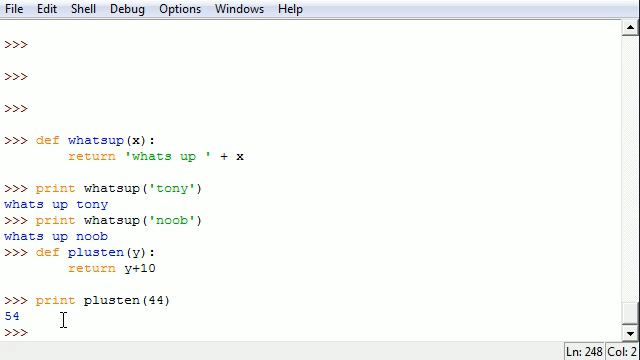 File Edit Shell Debug Options Windows Help
>>>
>>>
>>>
>>> def whatsup(x):
        return 'whats up ' + x
>>> print whatsup('tony')
whats up tony
>>> print whatsup('noob')
whats up noob
>>> def plusten(y):
        return y+10
>>> print plusten(44)
54
>>>
Ln: 248 Col: 2